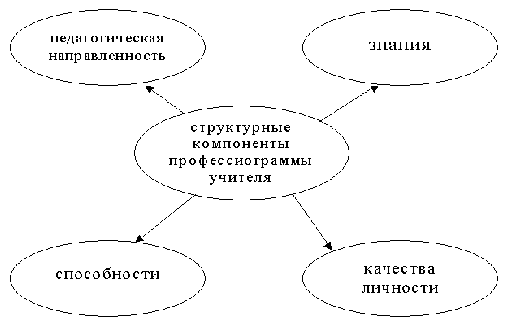 педагогическая
направленность
знания
структурные
компоненты
профессиограммы
учителя
способности
качества
личности